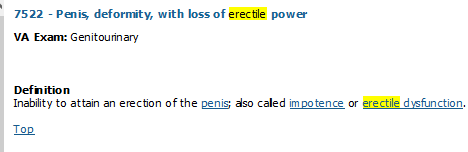 7522 - Penis, deformity, with loss of erectile power
VA Exam: Genitourinary
Definition
Inability to attain an erection of the penis; also called impotence or erectile dysfunction.
Top